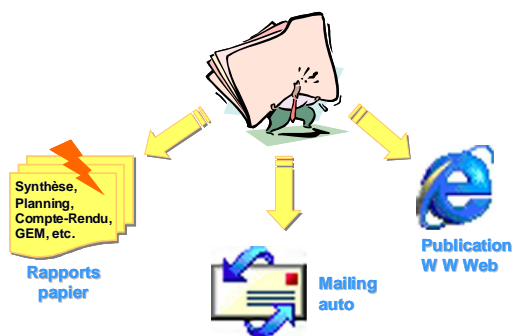 Synthèse,
Planning,
Compte-Rendu,
GEM, etc.
Rapports
papier
Mailing
auto
Publication
W W Web